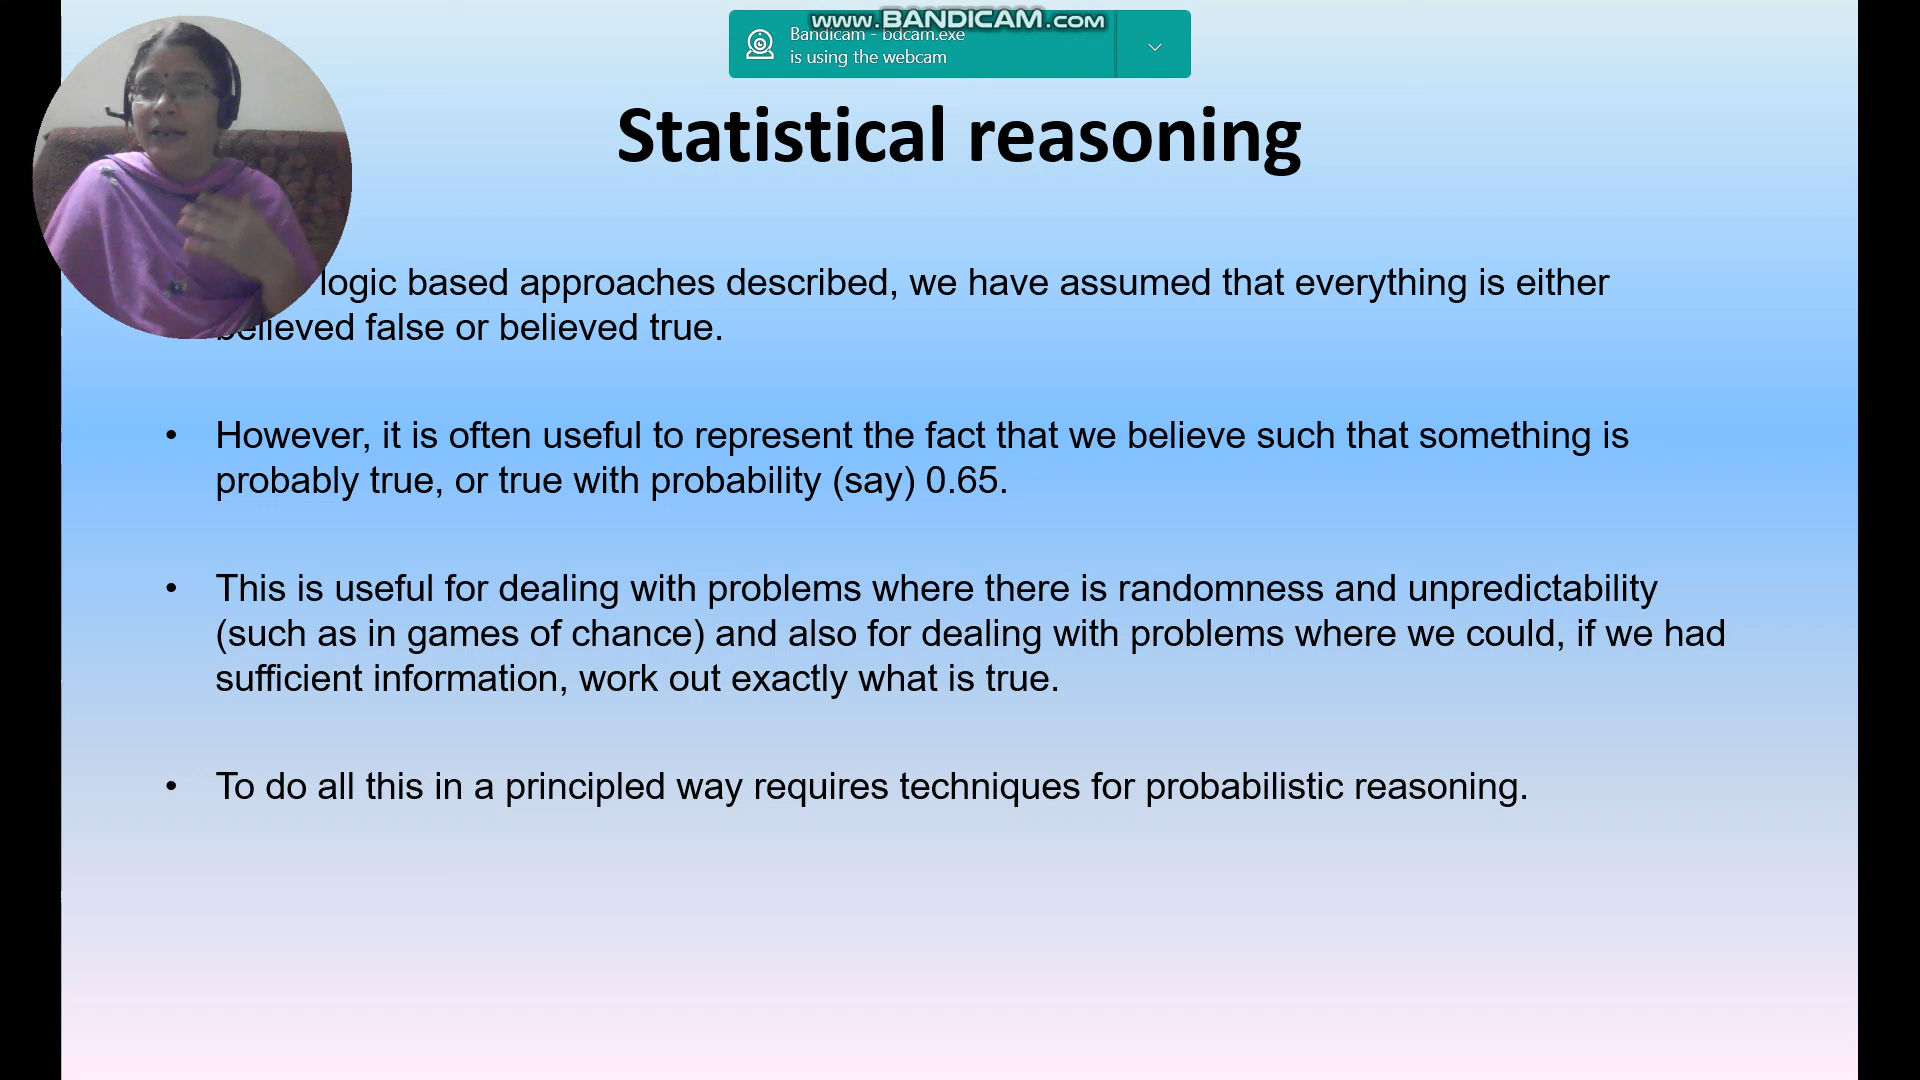 www.BANDICAM.com
Bandicam - bdcam.exe
is using the webcam
Statistical reasoning
logic based approaches described, we have assumed that everything is either
believed false or believed true.
• However, it is often useful to represent the fact that we believe such that something is
probably true, or true with probability (say) 0.65.
• This is useful for dealing with problems where there is randomness and unpredictability
(such as in games of chance) and also for dealing with problems where we could, if we had
sufficient information, work out exactly what is true.
• To do all this in a principled way requires techniques for probabilistic reasoning.